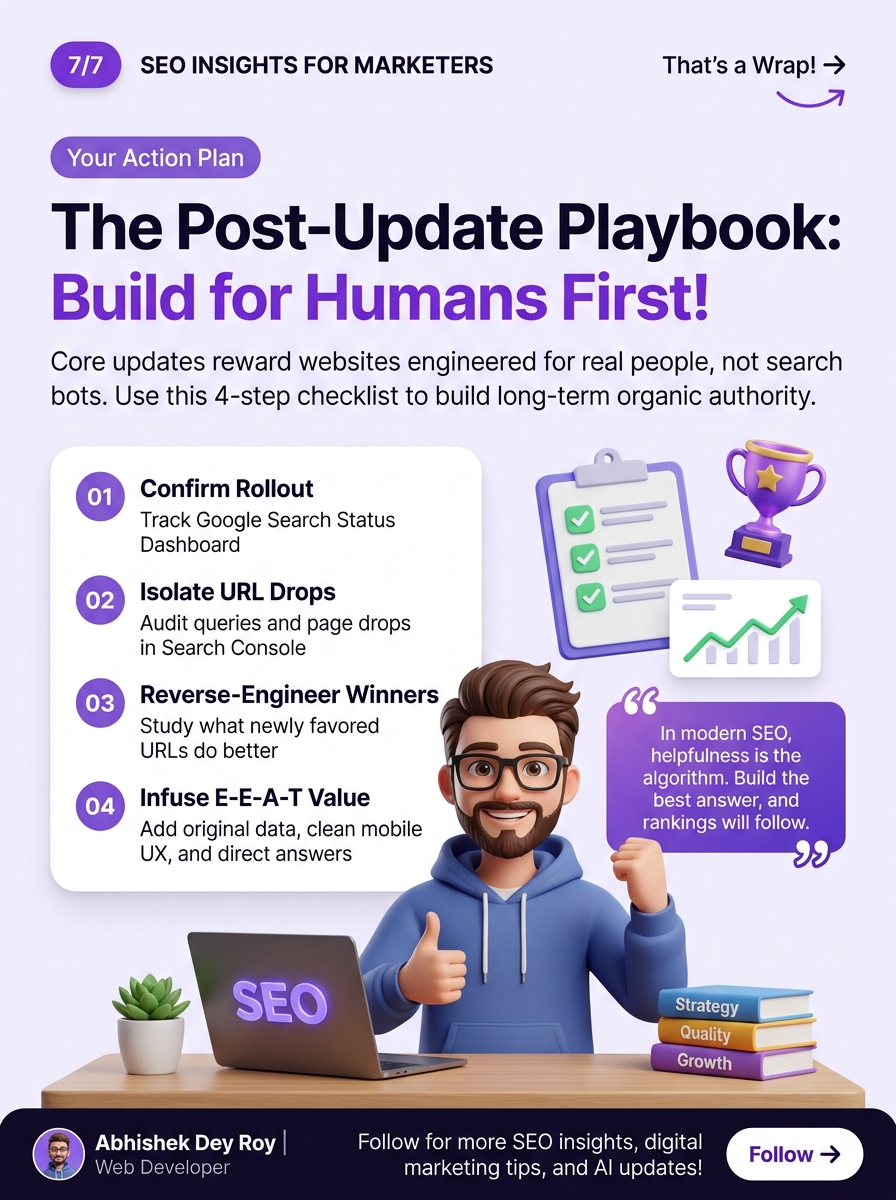 7/7
SEO INSIGHTS FOR MARKETERS
That's a Wrap! →
Your Action Plan
The Post-Update Playbook:
Build for Humans First!
Core updates reward websites engineered for real people, not search
bots. Use this 4-step checklist to build long-term organic authority.
01
Confirm Rollout
Track Google Search Status
Dashboard
02
Isolate URL Drops
Audit queries and page drops
in Search Console
03
Reverse-Engineer Winners
Study what newly favored
URLs do better
04
Infuse E-E-A-T Value
Add original data, clean mobile
UX, and direct answers
“
In modern SEO,
helpfulness is the
algorithm. Build the
best answer, and
rankings will follow.
”
SEO
Strategy
Quality
Growth
Abhishek Dey Roy |
Web Developer
Follow for more SEO insights, digital
marketing tips, and AI updates!
Follow →